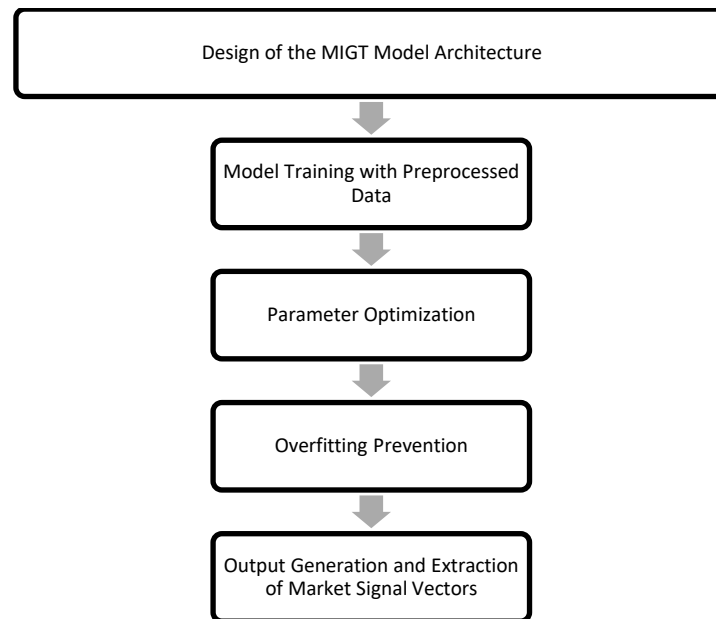 Design of the MIGT Model Architecture
Model Training with Preprocessed
Data
Parameter Optimization
Overfitting Prevention
Output Generation and Extraction
of Market Signal Vectors